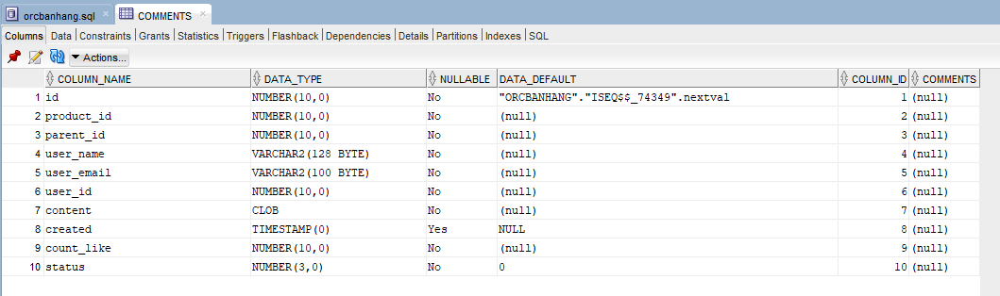 orcbanhang.sql COMMENTS
Columns Data Constraints Grants Statistics Triggers Flashback Dependencies Details Partitions Indexes SQL
Actions...
COLUMN_NAME DATA_TYPE NULLABLE DATA_DEFAULT COLUMN_ID COMMENTS
1 id NUMBER(10,0) No "ORCBANHANG"."ISEQ$$_74349".nextval 1 (null)
2 product_id NUMBER(10,0) No (null) 2 (null)
3 parent_id NUMBER(10,0) No (null) 3 (null)
4 user_name VARCHAR2(128 BYTE) No (null) 4 (null)
5 user_email VARCHAR2(100 BYTE) No (null) 5 (null)
6 user_id NUMBER(10,0) No (null) 6 (null)
7 content CLOB No (null) 7 (null)
8 created TIMESTAMP(0) Yes NULL 8 (null)
9 count_like NUMBER(10,0) No (null) 9 (null)
10 status NUMBER(3,0) No 0 10 (null)